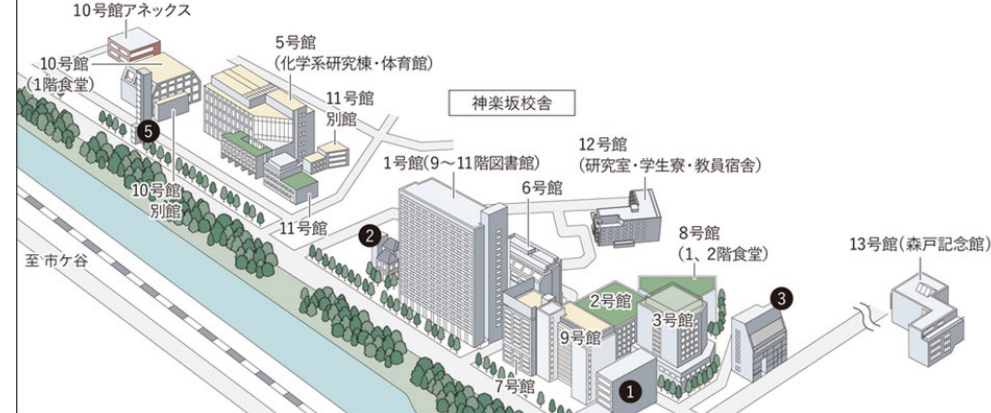 10号館アネックス
10号館
(1階食堂)
5号館
(化学系研究棟・体育館)
11号館
別館
神楽坂校舎
12号館
(研究室・学生寮・教員宿舎)
1号館(9〜11階図書館)
6号館
5
10号館
別館
11号館
2
8号館
(1、2階食堂)
13号館(森戸記念館)
至 市ケ谷
2号館
3号館
3
9号館
7号館
1